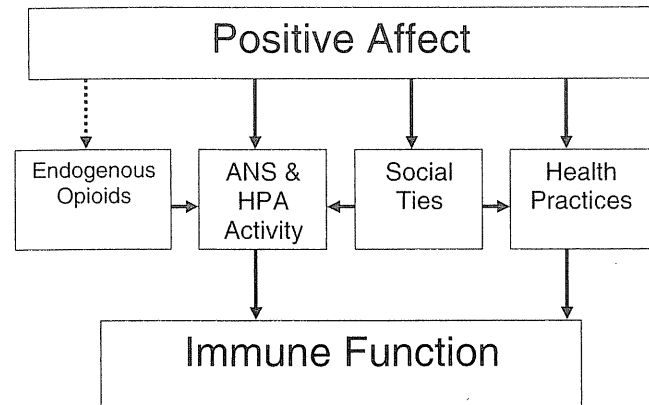 Positive Affect
Endogenous
Opioids
ANS &
HPA
Activity
Social
Ties
Health
Practices
Immune Function